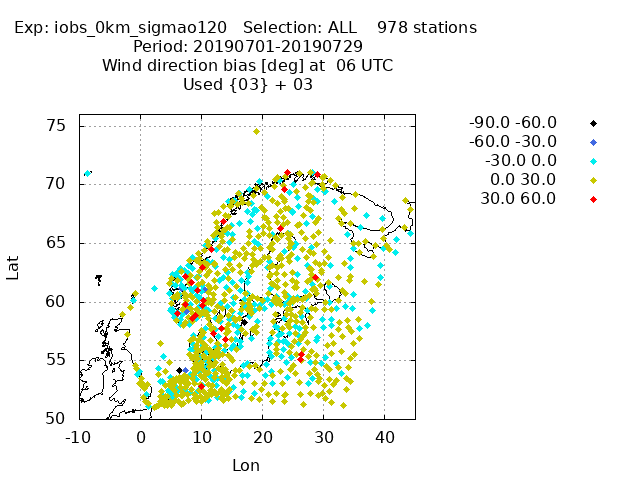 Exp: iobs_0km_sigmao120   Selection: ALL    978 stations
Period: 20190701-20190729
Wind direction bias [deg] at  06 UTC
Used {03} + 03
-90.0 -60.0
-60.0 -30.0
-30.0 0.0
0.0 30.0
30.0 60.0
75
70
65
60
55
50
Lat
-10 0 10 20 30 40
Lon